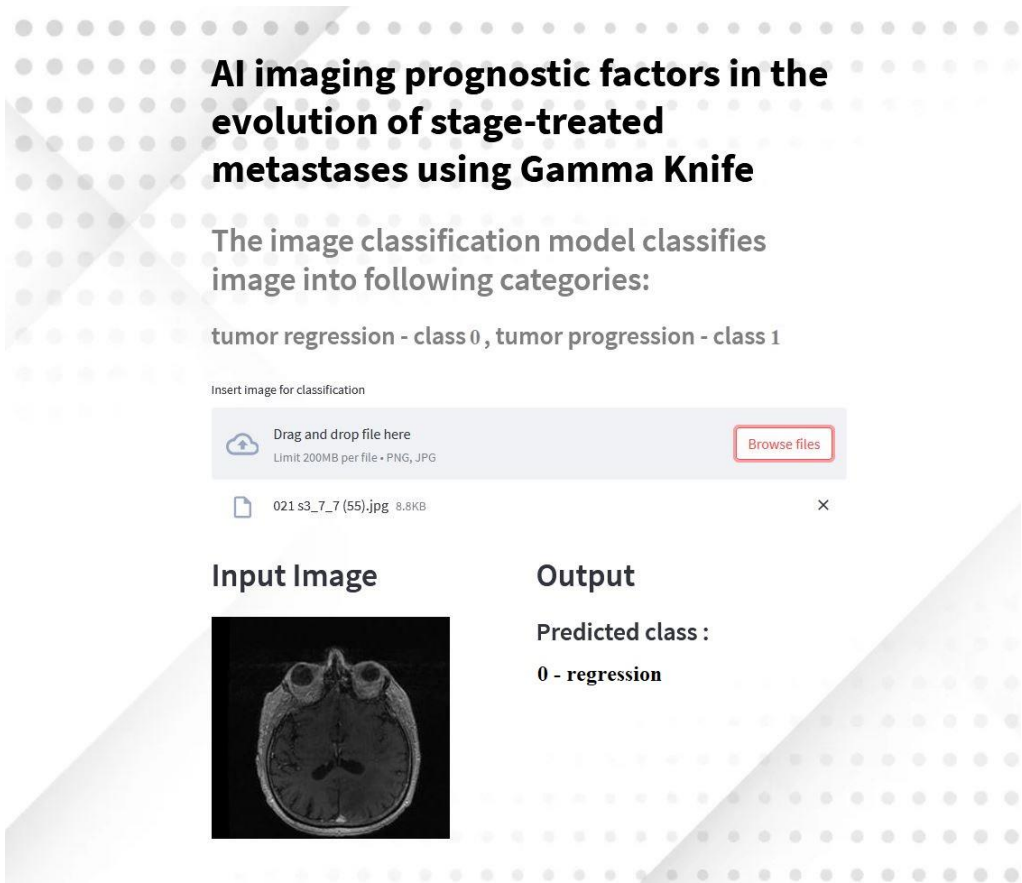 AI imaging prognostic factors in the
evolution of stage-treated
metastases using Gamma Knife
The image classification model classifies
image into following categories:
tumor regression - class 0 , tumor progression - class 1
Insert image for classification
Drag and drop file here
Limit 200MB per file • PNG, JPG
Browse files
021 s3_7_7 (55).jpg 8.8KB
Input Image
Output
Predicted class :
0 - regression